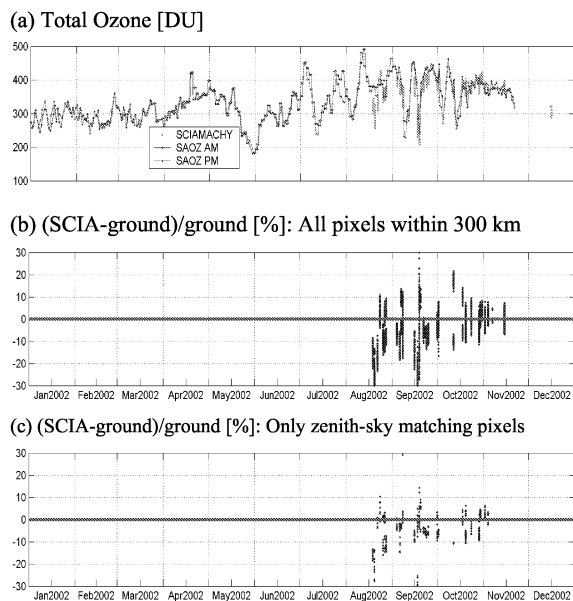 (a) Total Ozone [DU]
500
400
300
200
100
SCIAMACHY
SAOZ AM
SAOZ PM
(b) (SCIA-ground)/ground [%]: All pixels within 300 km
30
20
10
0
-10
-20
-30
Jan2002 Feb2002 Mar2002 Apr2002 May2002 Jun2002 Jul2002 Aug2002 Sep2002 Oct2002 Nov2002 Dec2002
(c) (SCIA-ground)/ground [%]: Only zenith-sky matching pixels
30
20
10
0
-10
-20
-30
Jan2002 Feb2002 Mar2002 Apr2002 May2002 Jun2002 Jul2002 Aug2002 Sep2002 Oct2002 Nov2002 Dec2002